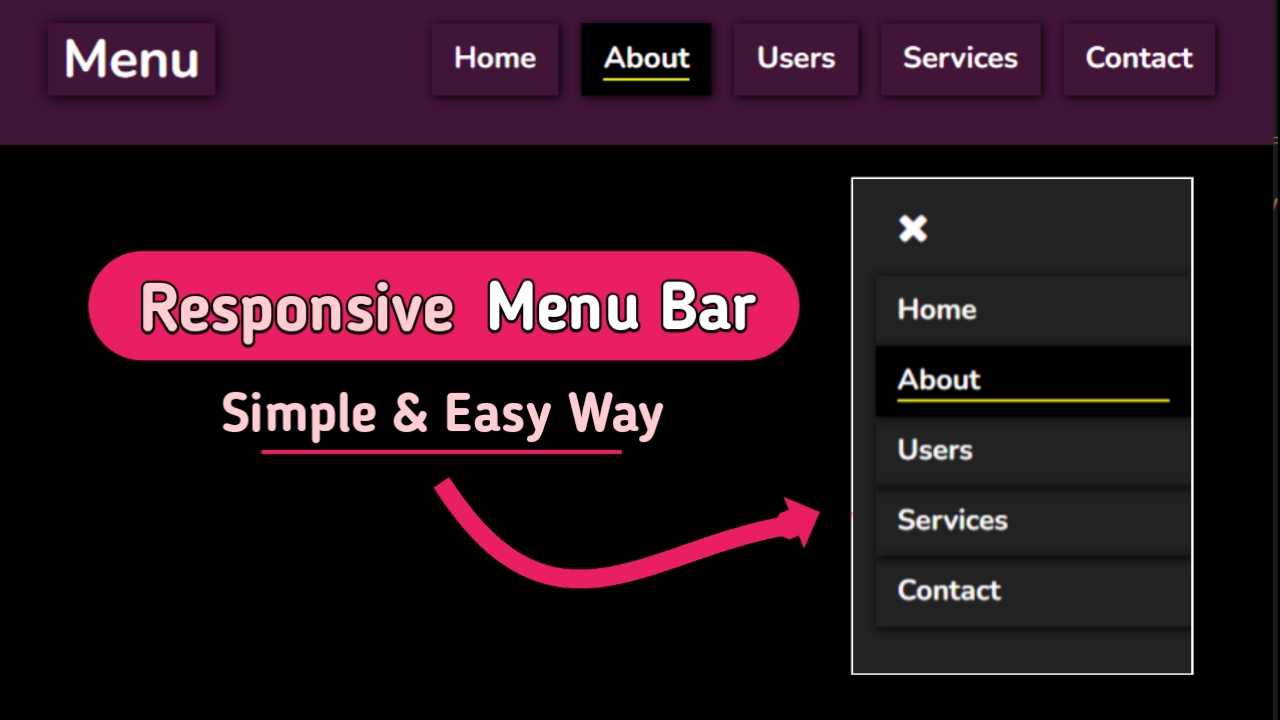 Menu Home About Users Services Contact
Responsive Menu Bar
Simple & Easy Way
Home
About
Users
Services
Contact